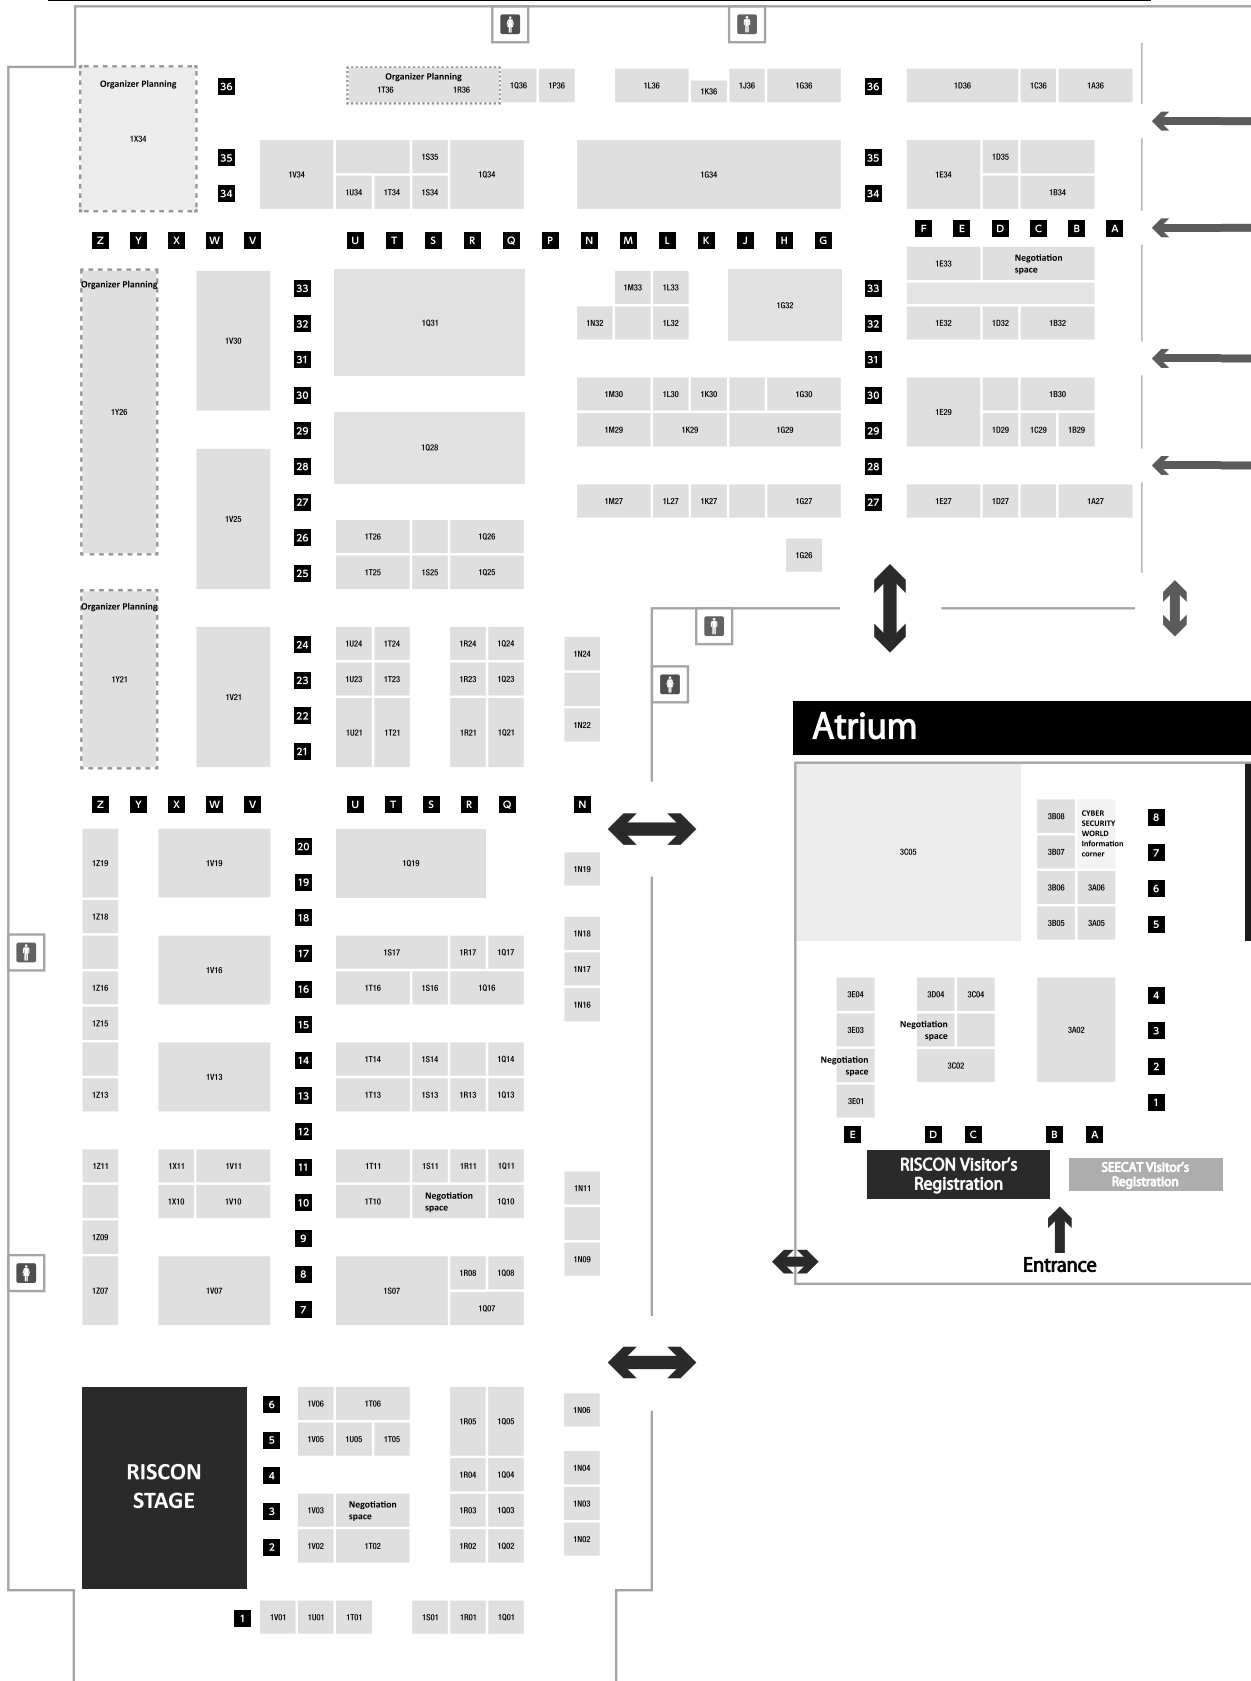 Organizer Planning
1X34
36
Organizer Planning
1T36 1R36
1Q36 1P36 1L36 1K36 1J36 1G36 36 1D36 1C36 1A36
35 1V34 1S35 1Q34 1G34 35 1E34 1D35
34 1U34 1T34 1S34 34 1B34
Z Y X W V U T S R Q P N M L K J H G F E D C B A
1E33 Negotiation
space
Organizer Planning
1Y26
1V30
33 1M33 1L33 33
32 1Q31 1N32 1L32 1G32 32 1E32 1D32 1B32
31 31
30 1M30 1L30 1K30 1G30 30 1E29 1B30
29 1Q28 1M29 1K29 1G29 29 1D29 1C29 1B29
28 28
27 1V25 1M27 1L27 1K27 1G27 27 1E27 1D27 1A27
26 1T26 1Q26
1G26
25 1T25 1S25 1Q25
Organizer Planning
1Y21
1V21
24 1U24 1T24 1R24 1Q24 1N24
23 1U23 1T23 1R23 1Q23
22 1N22
1U21 1T21 1R21 1Q21
21
Atrium
Z Y X W V U T S R Q N
1Z19 1V19 20 1Q19 1N19
19
1Z18 18 1N18
17 1S17 1R17 1Q17 1N17
1V16
1Z16 16 1T16 1S16 1Q16 1N16
1Z15 15
14 1T14 1S14 1Q14
1V13
1Z13 13 1T13 1S13 1R13 1Q13
12
1Z11 1X11 1V11 11 1T11 1S11 1R11 1Q11
1X10 1V10 10 1T10 Negotiation
space 1Q10 1N11
1Z09 9 1N09
8 1R08 1Q08
1Z07 1V07 1S07
7 1Q07
3C05
3B08 CYBER
SECURITY
WORLD
Information
corner 8
3B07 7
3B06 3A06 6
3B05 3A05 5
3E04 3D04 3C04 4
3E03 Negotiation
space 3A02 3
Negotiation
space 3C02 2
3E01 1
E D C B A
RISCON Visitor's
Registration
SEECAT Visitor's
Registration
Entrance
RISCON
STAGE
6 1V06 1T06 1N06
1R05 1Q05
5 1V05 1U05 1T05
4 1R04 1Q04 1N04
3 1V03 Negotiation
space 1R03 1Q03 1N03
2 1V02 1T02 1R02 1Q02 1N02
1 1V01 1U01 1T01 1S01 1R01 1Q01